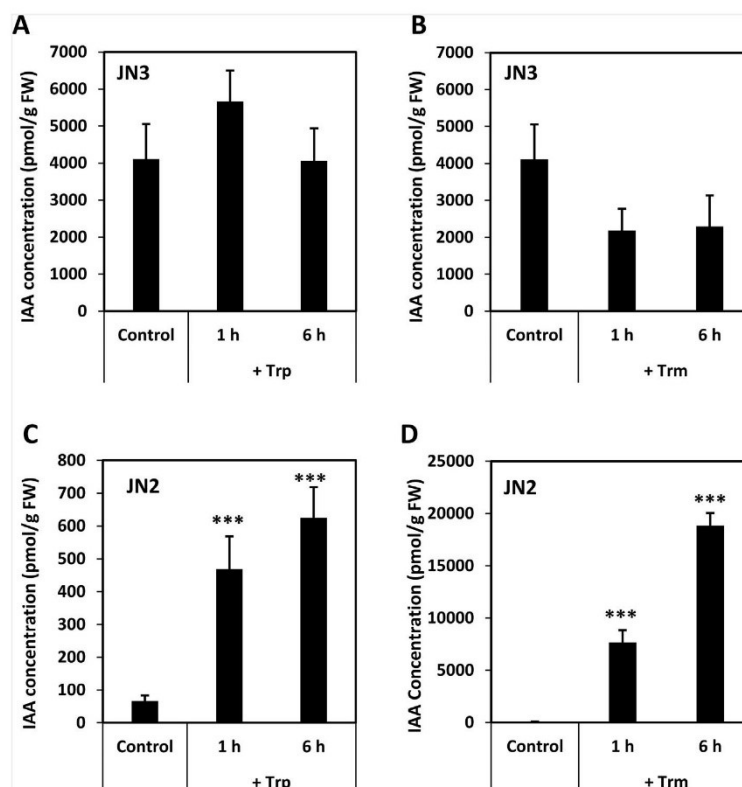 A
JN3
IAA concentration (pmol/g FW)
7000
6000
5000
4000
3000
2000
1000
0
Control
1 h
6 h
+ Trp
B
JN3
IAA concentration (pmol/g FW)
7000
6000
5000
4000
3000
2000
1000
0
Control
1 h
6 h
+ Trm
C
JN2
IAA concentration (pmol/g FW)
800
700
600
500
400
300
200
100
0
***
***
Control
1 h
6 h
+ Trp
D
JN2
IAA Concentration (pmol/g FW)
25000
20000
15000
10000
5000
0
***
***
Control
1 h
6 h
+ Trm